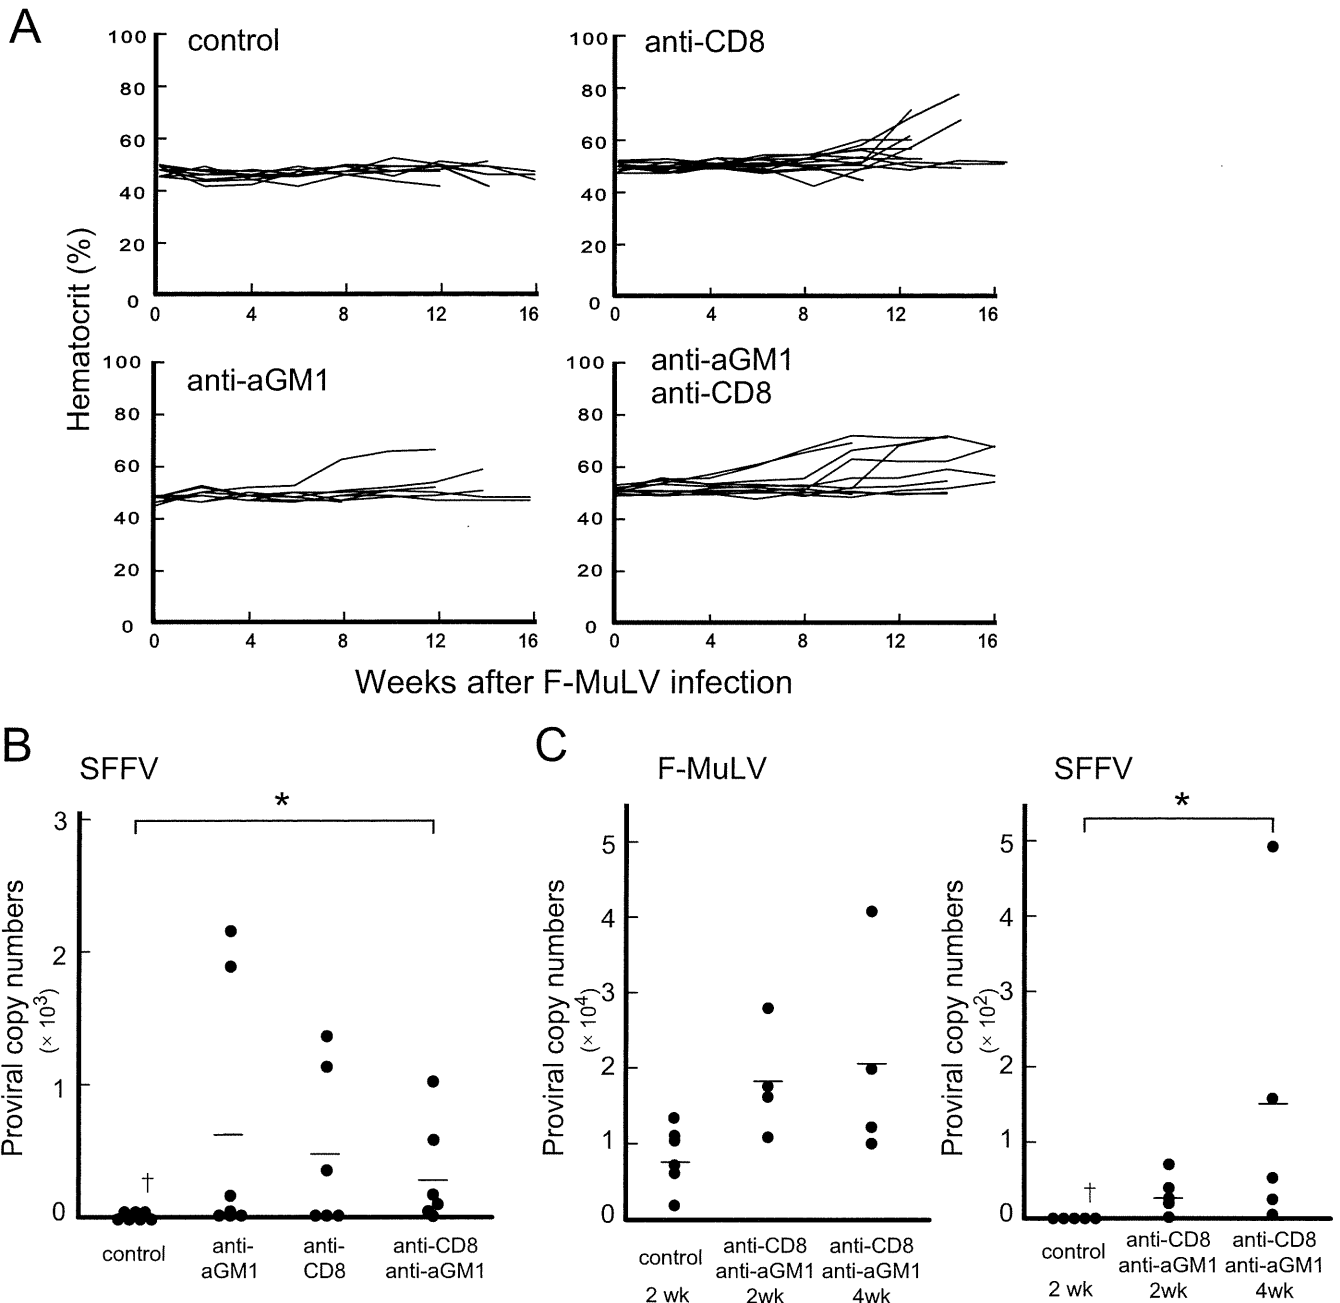 A
control
100
80
60
40
20
0
0 4 8 12 16
anti-CD8
100
80
60
40
20
0
0 4 8 12 16
Hematocrit (%)
anti-aGM1
100
80
60
40
20
0
0 4 8 12 16
anti-aGM1
anti-CD8
100
80
60
40
20
0
0 4 8 12 16
Weeks after F-MuLV infection
B
SFFV
*
Proviral copy numbers
(× 10³)
3
2
1
0
†
control
anti-
aGM1
anti-
CD8
anti-CD8
anti-aGM1
C
F-MuLV
Proviral copy numbers
(× 10⁴)
5
4
3
2
1
0
control
2 wk
anti-CD8
anti-aGM1
2wk
anti-CD8
anti-aGM1
4wk
SFFV
*
Proviral copy numbers
(× 10²)
5
4
3
2
1
0
†
control
2 wk
anti-CD8
anti-aGM1
2wk
anti-CD8
anti-aGM1
4wk